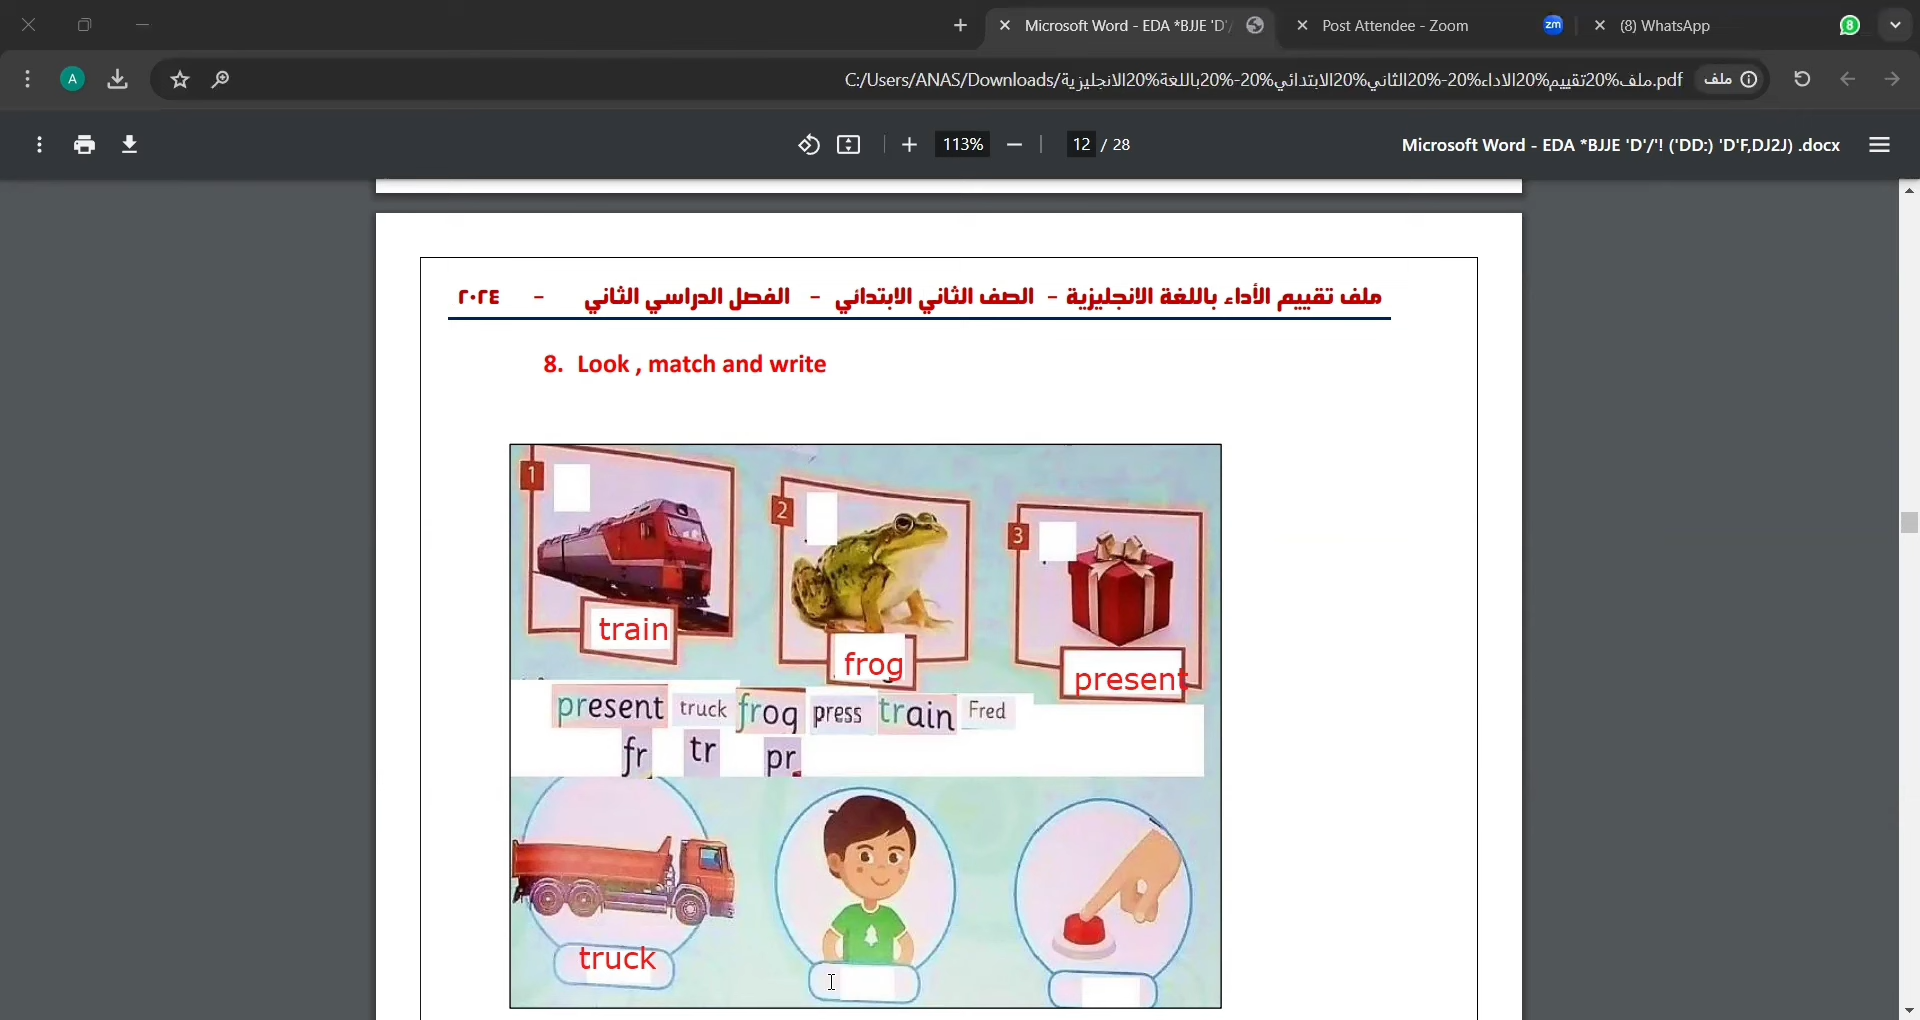 Microsoft Word - EDA *BJJE 'D'/
Post Attendee - Zoom
zm
(8) WhatsApp
8
A
C:/Users/ANAS/Downloads/ملف%20تقييم%20الاداء%20-%20الثاني%20الابتدائي%20-%20باللغة%20الانجليزية.pdf
ملف
113%
12 / 28
Microsoft Word - EDA *BJJE 'D'/'! ('DD:) 'D'F,DJ2J) .docx
ملف تقييم الأداء باللغة الانجليزية - الصف الثاني الابتدائي - الفصل الدراسي الثاني - ٢٠٢٤
8. Look , match and write
1
2
3
train
frog
present
present truck frog press train Fred
fr tr pr
truck